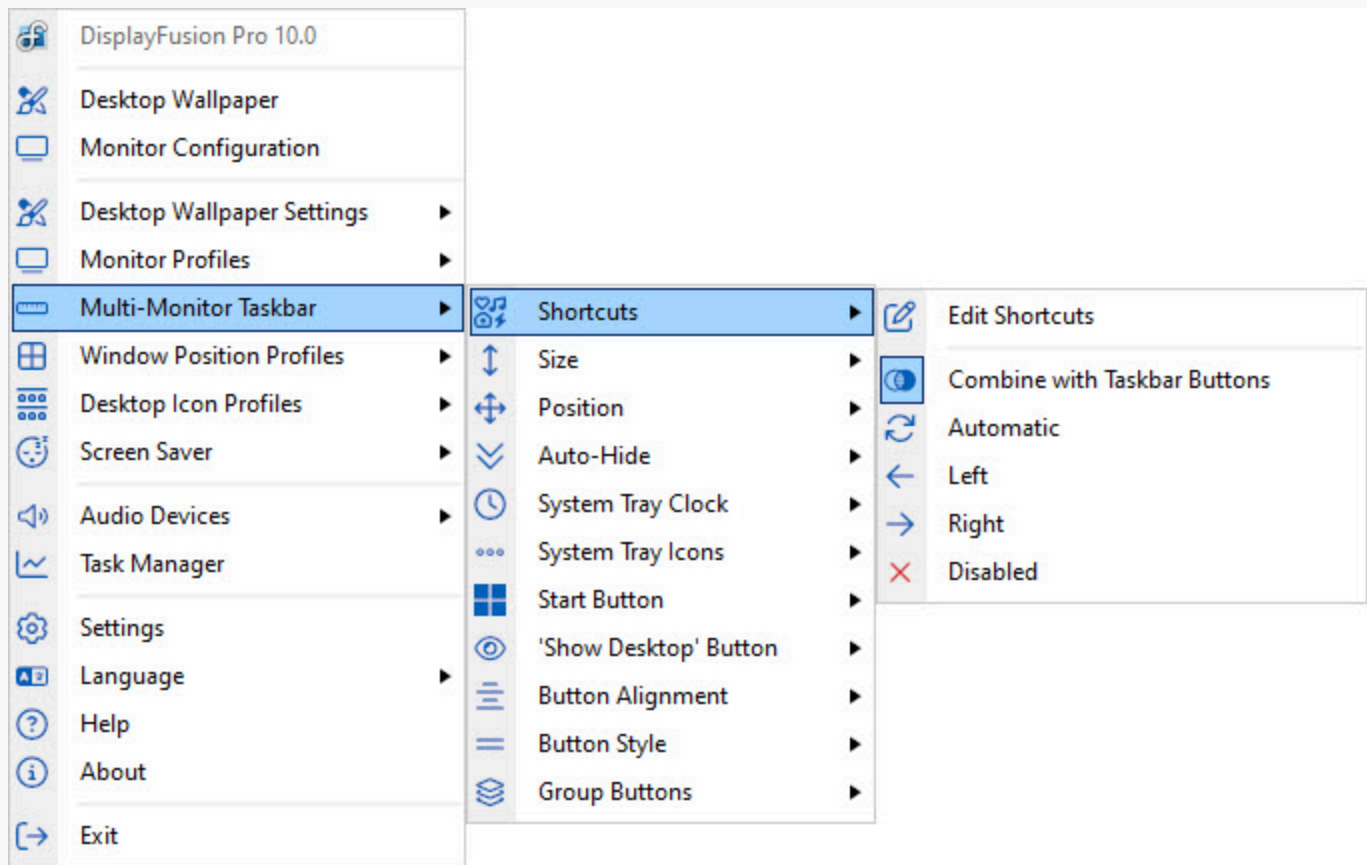 DisplayFusion Pro 10.0
Desktop Wallpaper
Monitor Configuration
Desktop Wallpaper Settings
Monitor Profiles
Multi-Monitor Taskbar
Window Position Profiles
Desktop Icon Profiles
Screen Saver
Audio Devices
Task Manager
Settings
Language
Help
About
Exit
Shortcuts
Size
Position
Auto-Hide
System Tray Clock
System Tray Icons
Start Button
'Show Desktop' Button
Button Alignment
Button Style
Group Buttons
Edit Shortcuts
Combine with Taskbar Buttons
Automatic
Left
Right
Disabled